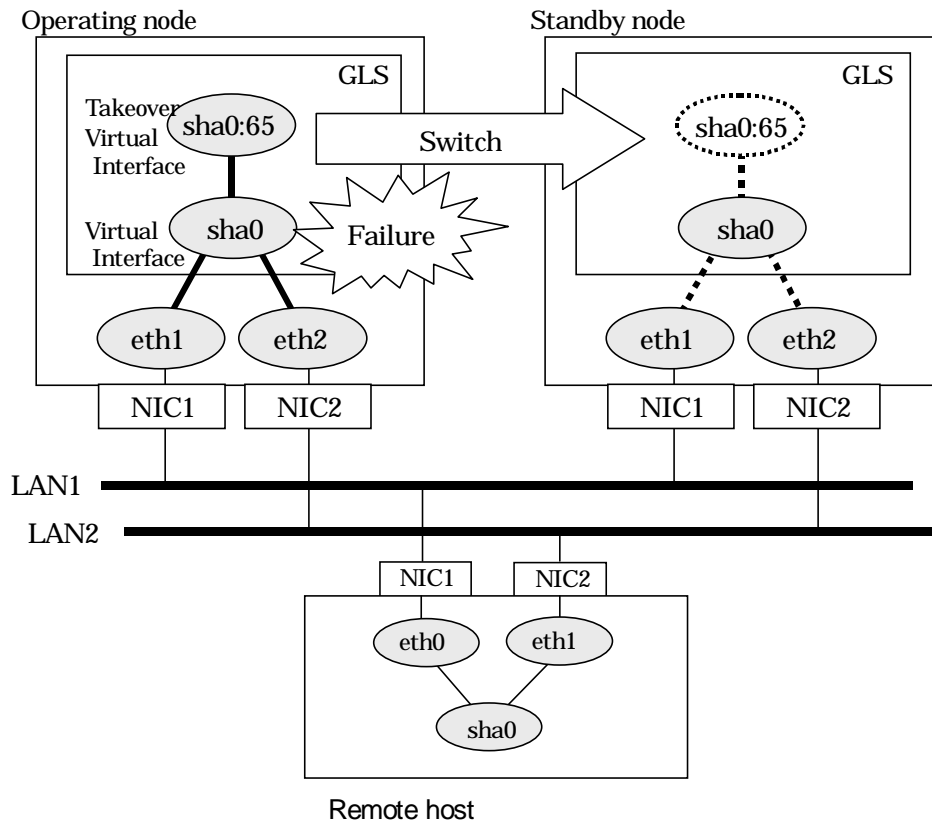 Operating node
Standby node
GLS
GLS
Takeover
Virtual
Interface
sha0:65
Switch
sha0:65
Virtual
Interface
sha0
Failure
sha0
eth1
eth2
eth1
eth2
NIC1
NIC2
NIC1
NIC2
LAN1
LAN2
NIC1
NIC2
eth0
eth1
sha0
Remote host